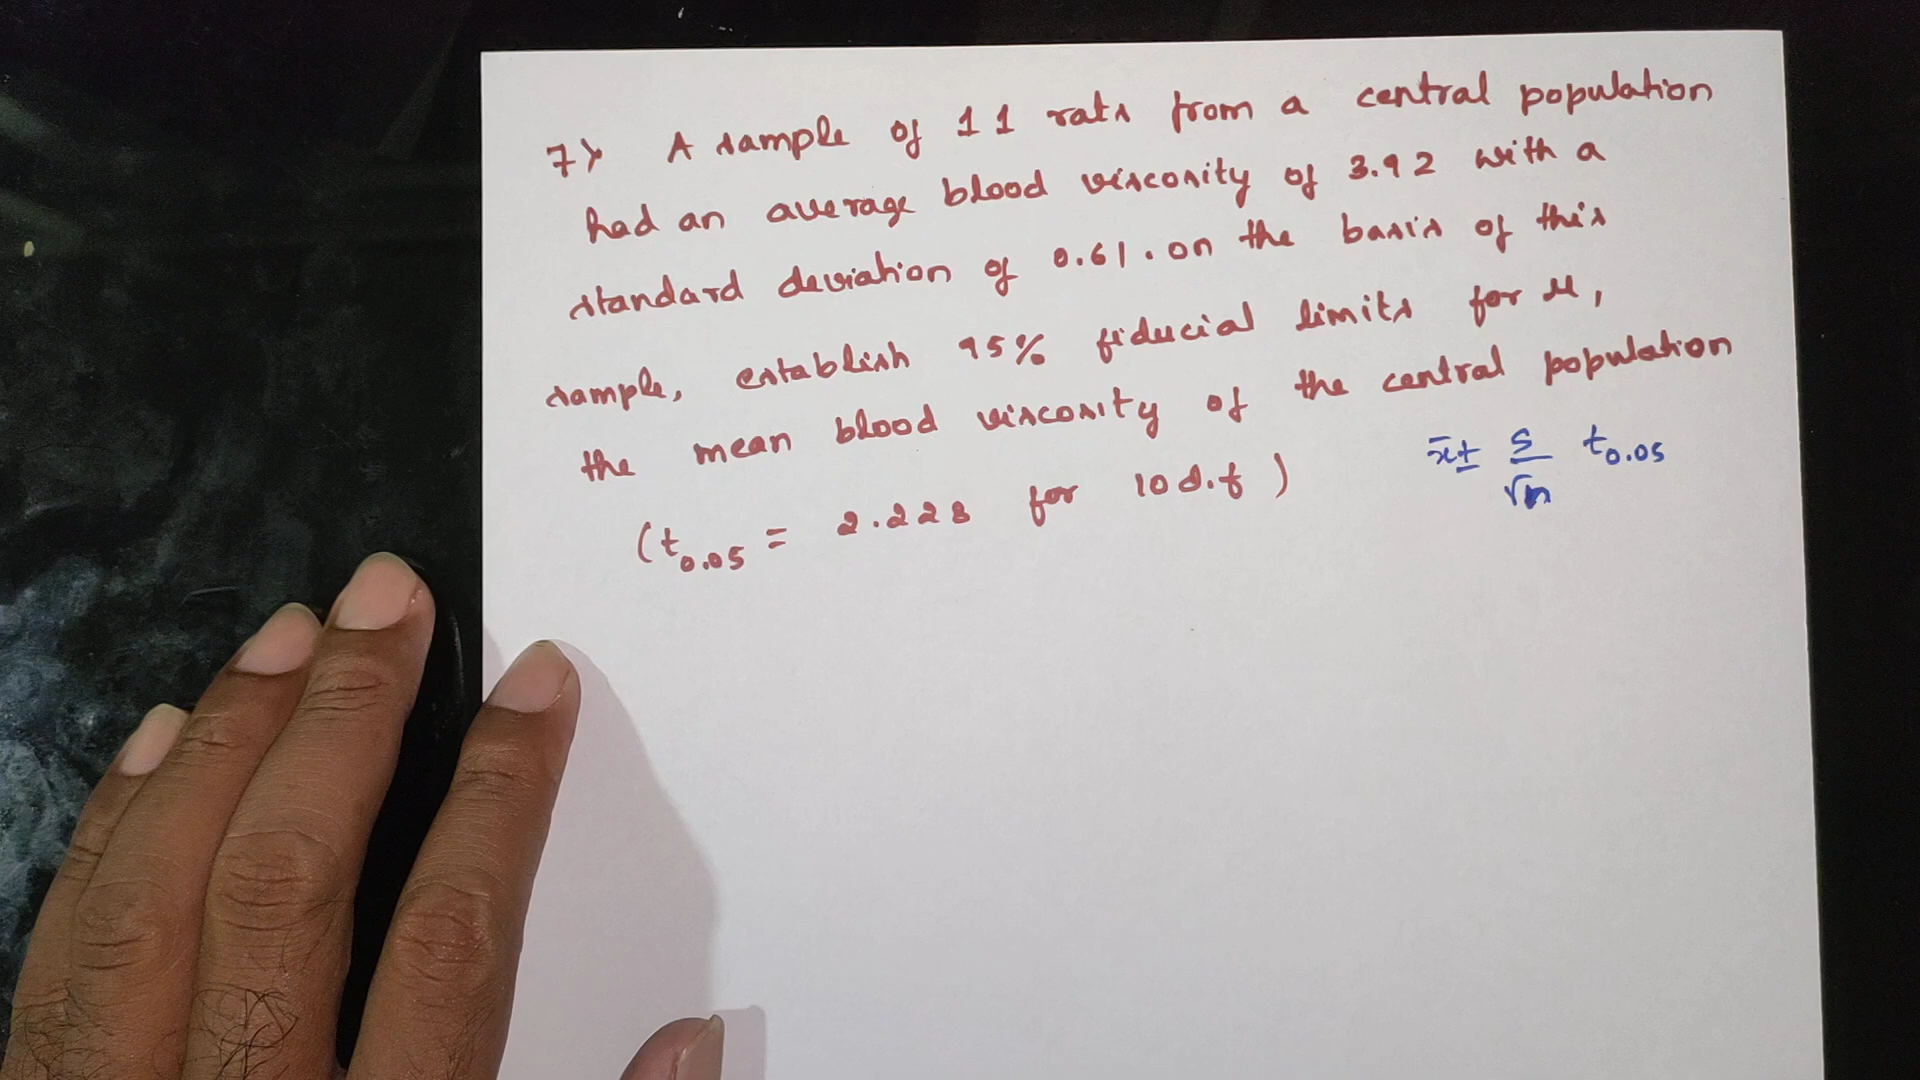 7) A sample of 11 rats from a central population
had an average blood viscosity of 3.92 with a
standard deviation of 0.61. on the basis of this
sample, establish 95% fiducial limits for μ,
the mean blood viscosity of the central population
(t0.05 = 2.228 for 10 d.f)
x̄ ± S/√n t0.05